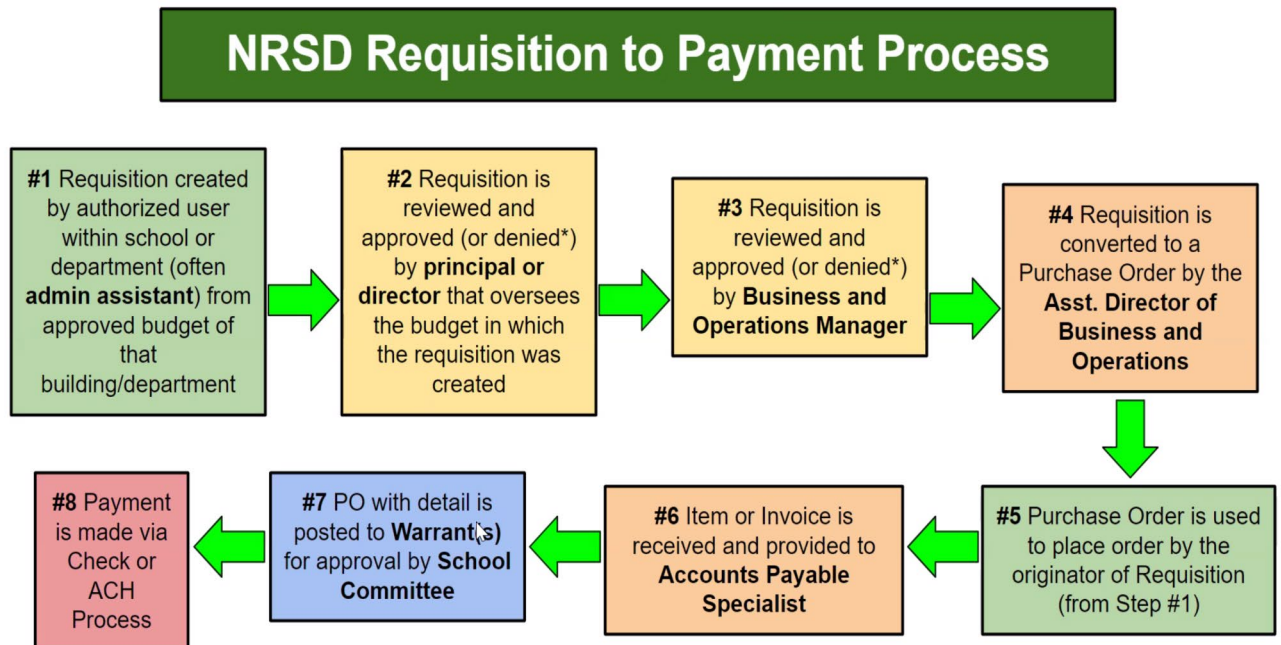 NRSD Requisition to Payment Process
#1 Requisition created
by authorized user
within school or
department (often
admin assistant) from
approved budget of
that
building/department
#2 Requisition is
reviewed and
approved (or denied*)
by principal or
director that oversees
the budget in which
the requisition was
created
#3 Requisition is
reviewed and
approved (or denied*)
by Business and
Operations Manager
#4 Requisition is
converted to a
Purchase Order by the
Asst. Director of
Business and
Operations
#5 Purchase Order is used
to place order by the
originator of Requisition
(from Step #1)
#6 Item or Invoice is
received and provided to
Accounts Payable
Specialist
#7 PO with detail is
posted to Warrant(s)
for approval by School
Committee
#8 Payment
is made via
Check or
ACH
Process